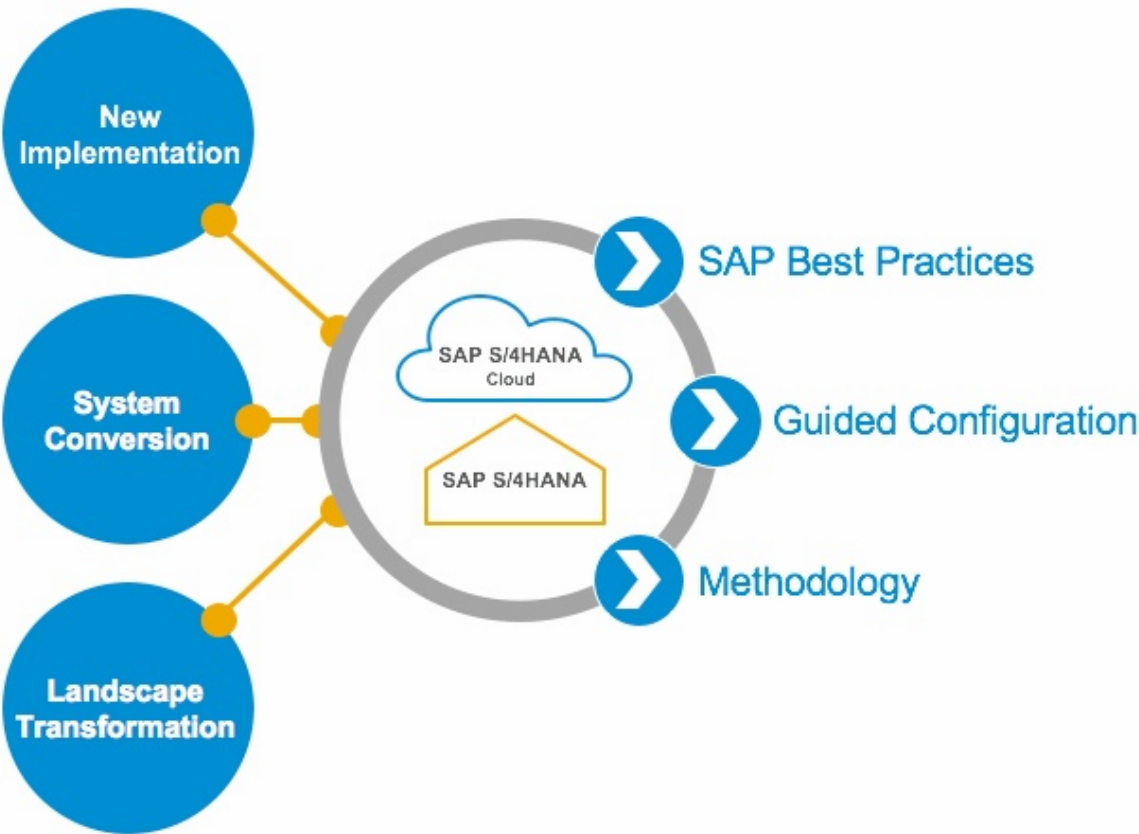 New
Implementation
System
Conversion
Landscape
Transformation
SAP S/4HANA
Cloud
SAP S/4HANA
SAP Best Practices
Guided Configuration
Methodology